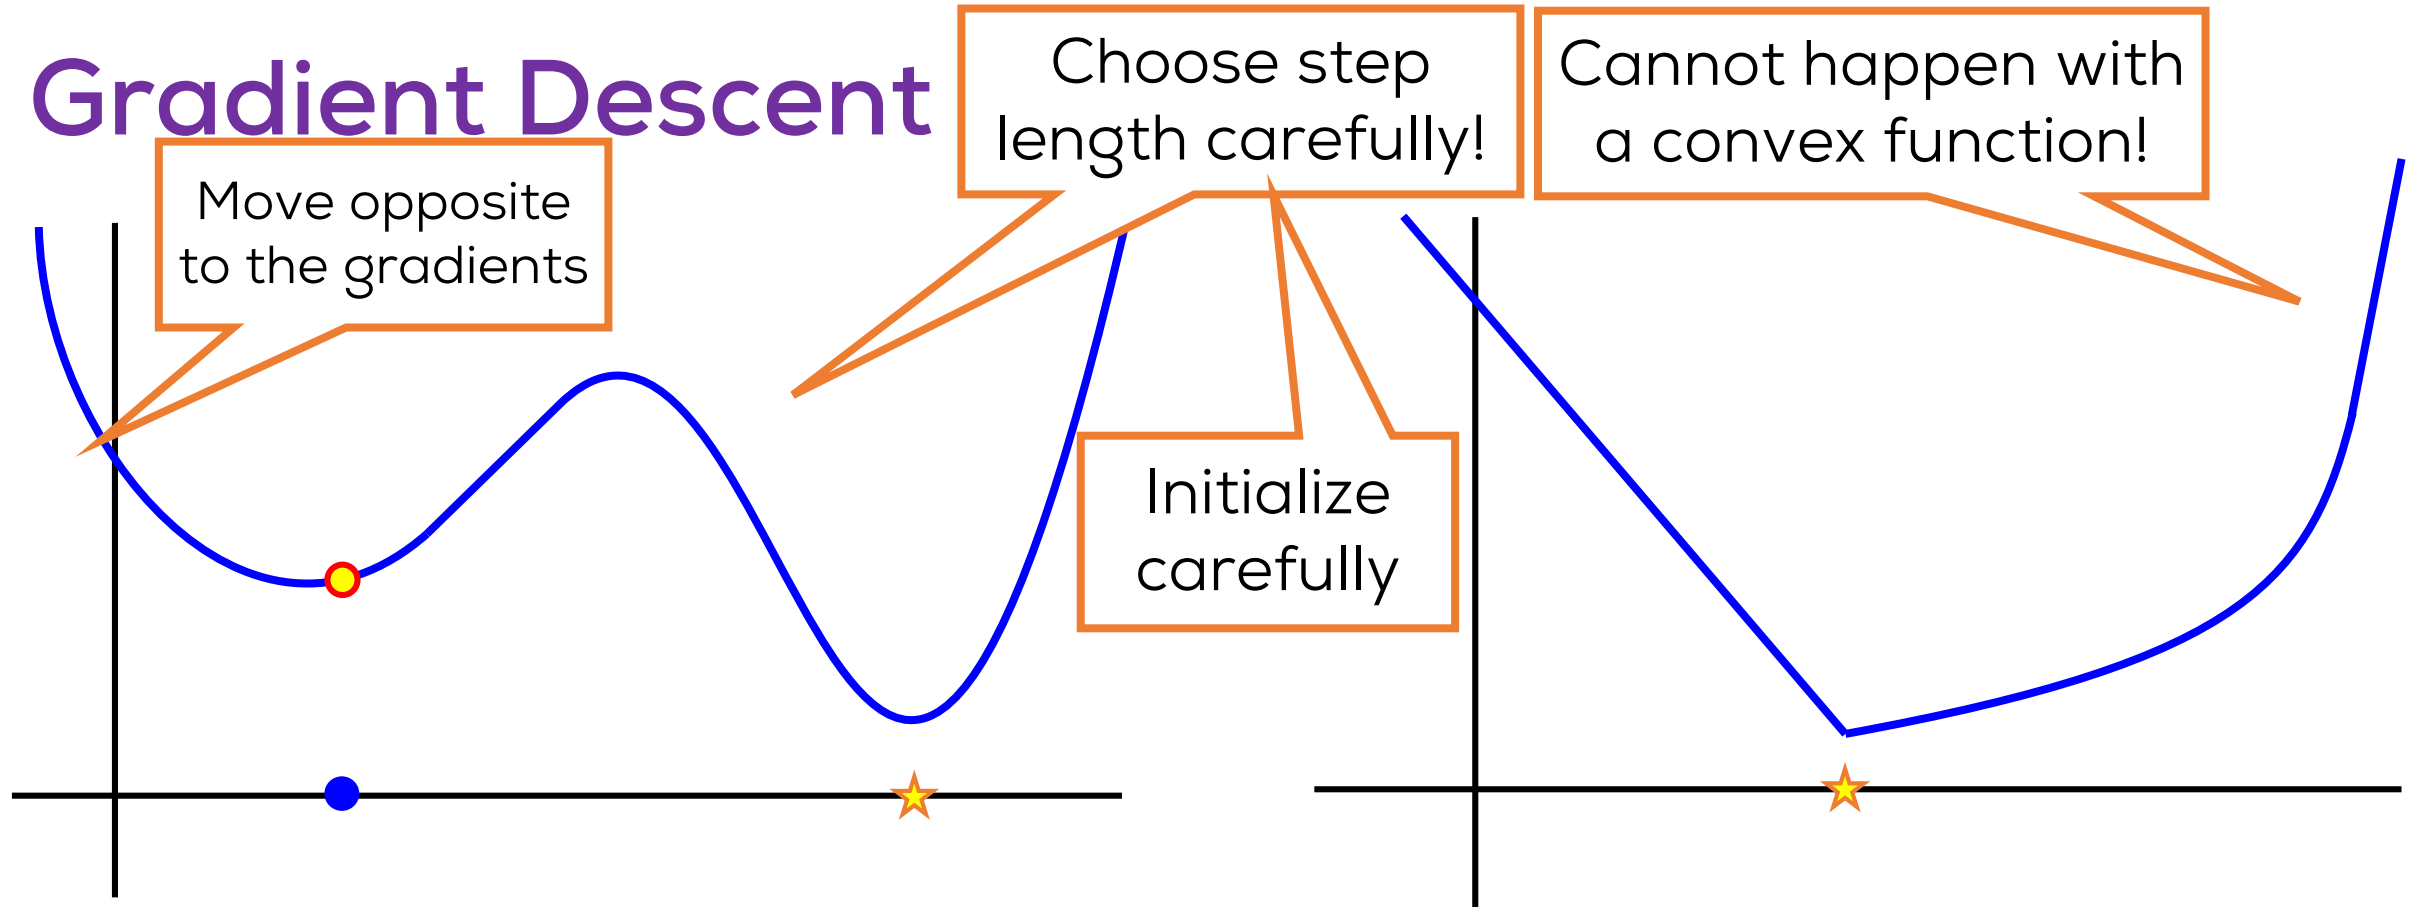 Gradient Descent
Move opposite
to the gradients
Choose step
length carefully!
Cannot happen with
a convex function!
Initialize
carefully